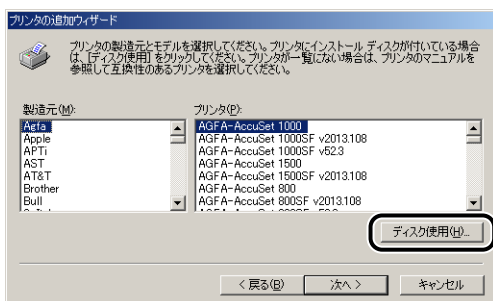 プリンタの追加ウィザード
プリンタの製造元とモデルを選択してください。プリンタにインストール ディスクが付いている場合
は、[ディスク使用] をクリックしてください。プリンタが一覧にない場合は、プリンタのマニュアルを
参照して互換性のあるプリンタを選択してください。
製造元(M):
プリンタ(P):
Agfa
Apple
APTi
AST
AT&T
Brother
Bull
AGFA-AccuSet 1000
AGFA-AccuSet 1000SF v2013.108
AGFA-AccuSet 1000SF v52.3
AGFA-AccuSet 1500
AGFA-AccuSet 1500SF v2013.108
AGFA-AccuSet 800
AGFA-AccuSet 800SF v2013.108
ディスク使用(H)...
< 戻る(B)
次へ >
キャンセル